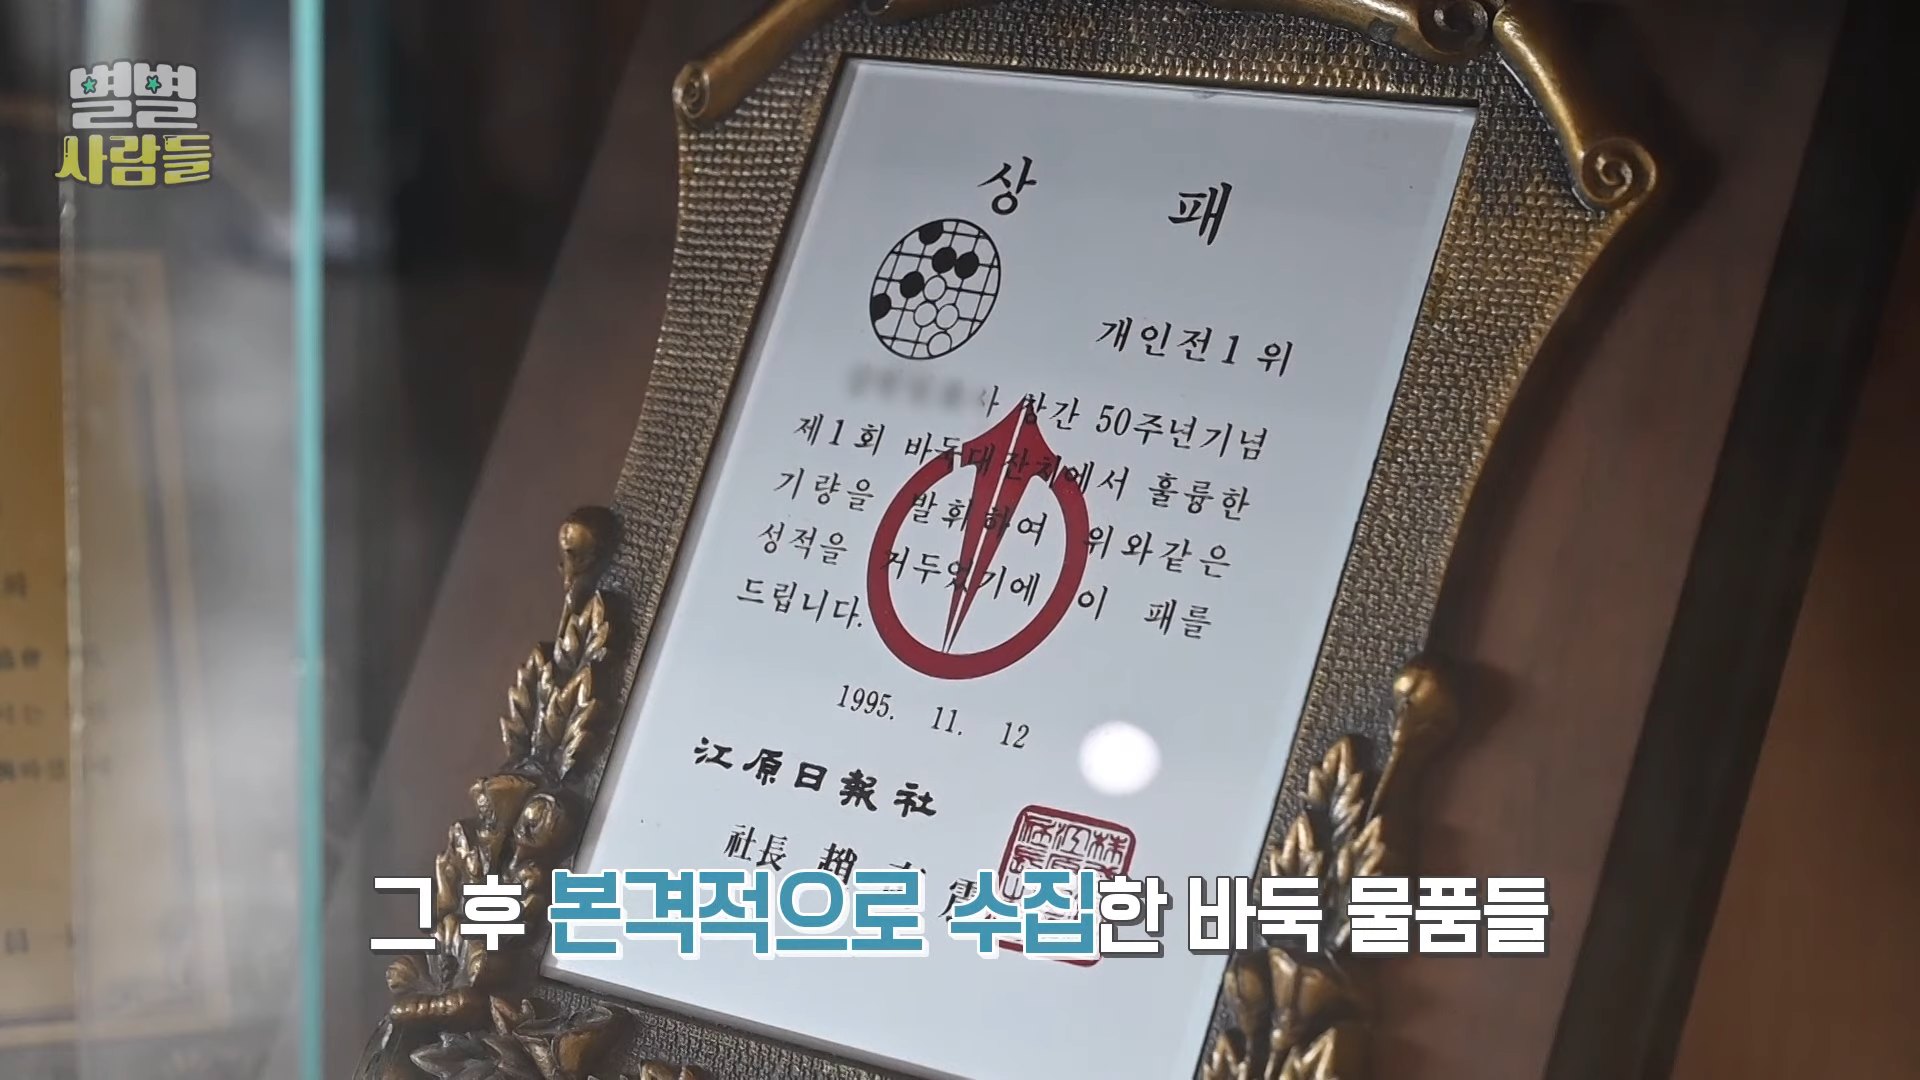 별별
사람들
상 패
개인전 1 위
창간 50주년기념
제1회 바둑대잔치에서 훌륭한
기량을 발휘하여 위와같은
성적을 거두었기에 이 패를
드립니다.
1995. 11. 12
江原日報社
社長 趙
그 후 본격적으로 수집한 바둑 물품들